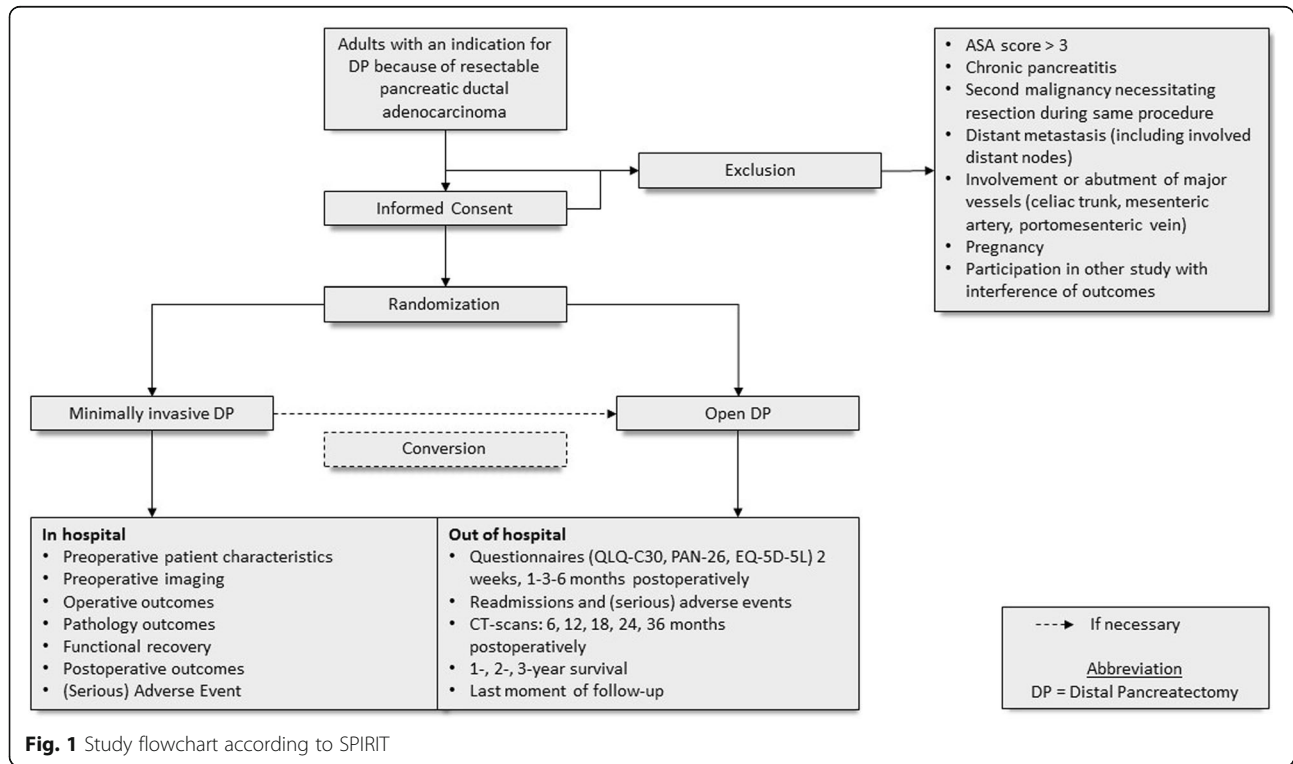 Adults with an indication for
DP because of resectable
pancreatic ductal
adenocarcinoma
• ASA score > 3
• Chronic pancreatitis
• Second malignancy necessitating
resection during same procedure
• Distant metastasis (including involved
distant nodes)
• Involvement or abutment of major
vessels (celiac trunk, mesenteric
artery, portomesenteric vein)
• Pregnancy
• Participation in other study with
interference of outcomes
Exclusion
Informed Consent
Randomization
Minimally invasive DP
Open DP
Conversion
In hospital
• Preoperative patient characteristics
• Preoperative imaging
• Operative outcomes
• Pathology outcomes
• Functional recovery
• Postoperative outcomes
• (Serious) Adverse Event
Out of hospital
• Questionnaires (QLQ-C30, PAN-26, EQ-5D-5L) 2
weeks, 1-3-6 months postoperatively
• Readmissions and (serious) adverse events
• CT-scans: 6, 12, 18, 24, 36 months
postoperatively
• 1-, 2-, 3-year survival
• Last moment of follow-up
If necessary
Abbreviation
DP = Distal Pancreatectomy
Fig. 1 Study flowchart according to SPIRIT